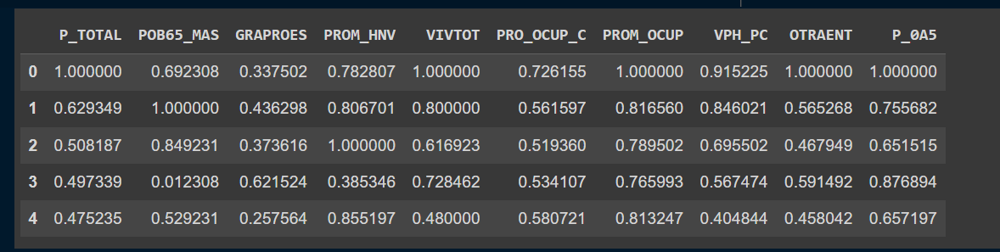 P_TOTAL POB65_MAS GRAPROES PROM_HNV VIVTOT PRO_OCUP_C PROM_OCUP VPH_PC OTRAENT P_0A5
0 1.000000 0.692308 0.337502 0.782807 1.000000 0.726155 1.000000 0.915225 1.000000 1.000000
1 0.629349 1.000000 0.436298 0.806701 0.800000 0.561597 0.816560 0.846021 0.565268 0.755682
2 0.508187 0.849231 0.373616 1.000000 0.616923 0.519360 0.789502 0.695502 0.467949 0.651515
3 0.497339 0.012308 0.621524 0.385346 0.728462 0.534107 0.765993 0.567474 0.591492 0.876894
4 0.475235 0.529231 0.257564 0.855197 0.480000 0.580721 0.813247 0.404844 0.458042 0.657197